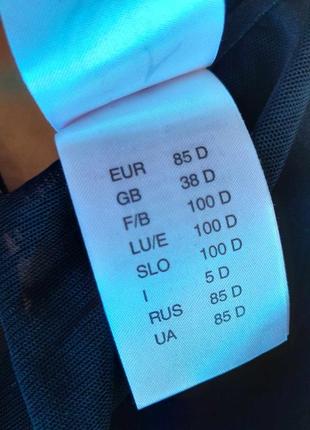 EUR 85 D
GB 38 D
F/B 100 D
LU/E 100 D
SLO 100 D
I 5 D
RUS 85 D
UA 85 D